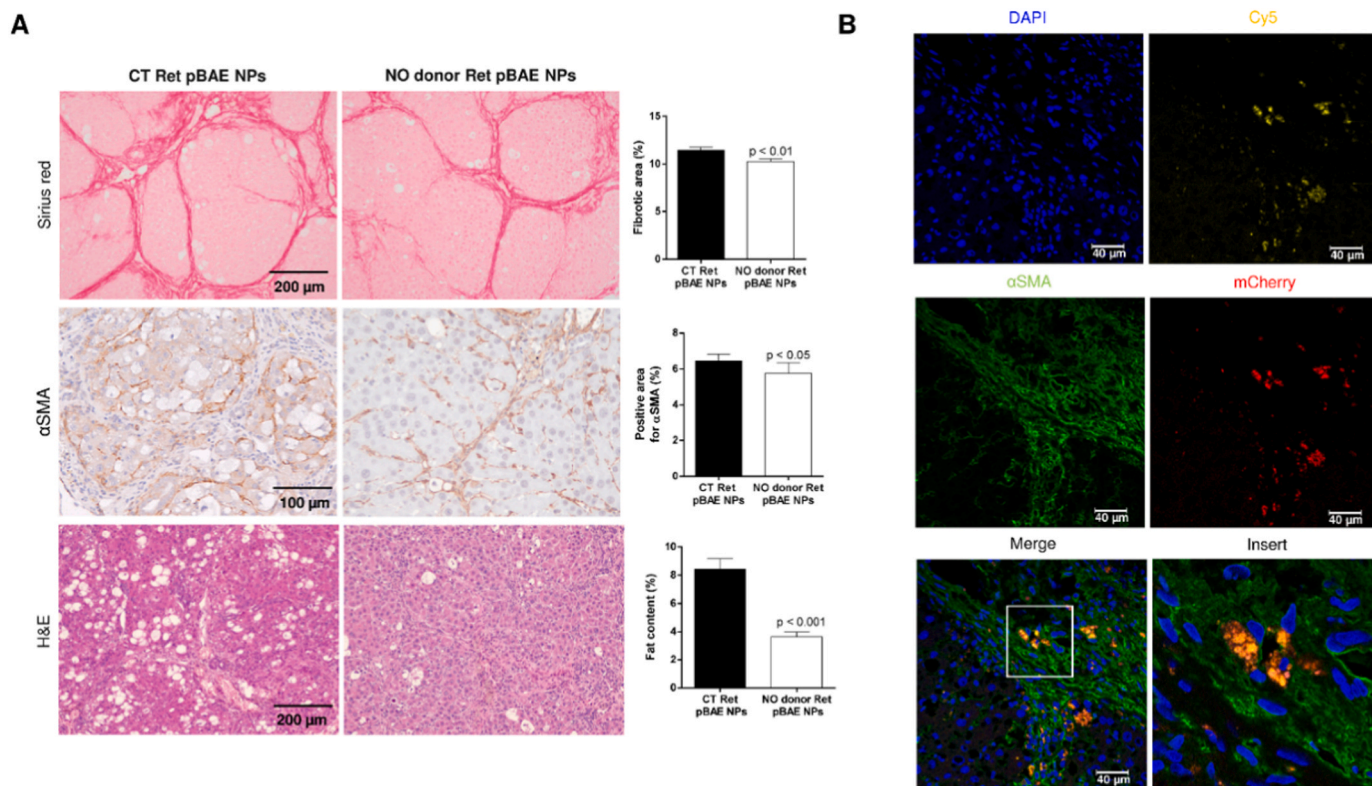 A
CT Ret pBAE NPs
NO donor Ret pBAE NPs
Sirius red
200 µm
Fibrotic area (%)
15
10
5
0
p < 0.01
CT Ret
pBAE NPs
NO donor Ret
pBAE NPs
αSMA
100 µm
Positive area
for αSMA (%)
8
6
4
2
0
p < 0.05
CT Ret
pBAE NPs
NO donor Ret
pBAE NPs
H&E
200 µm
Fat content (%)
10
8
6
4
2
0
p < 0.001
CT Ret
pBAE NPs
NO donor Ret
pBAE NPs
B
DAPI
Cy5
40 µm
40 µm
αSMA
mCherry
40 µm
40 µm
Merge
Insert
40 µm